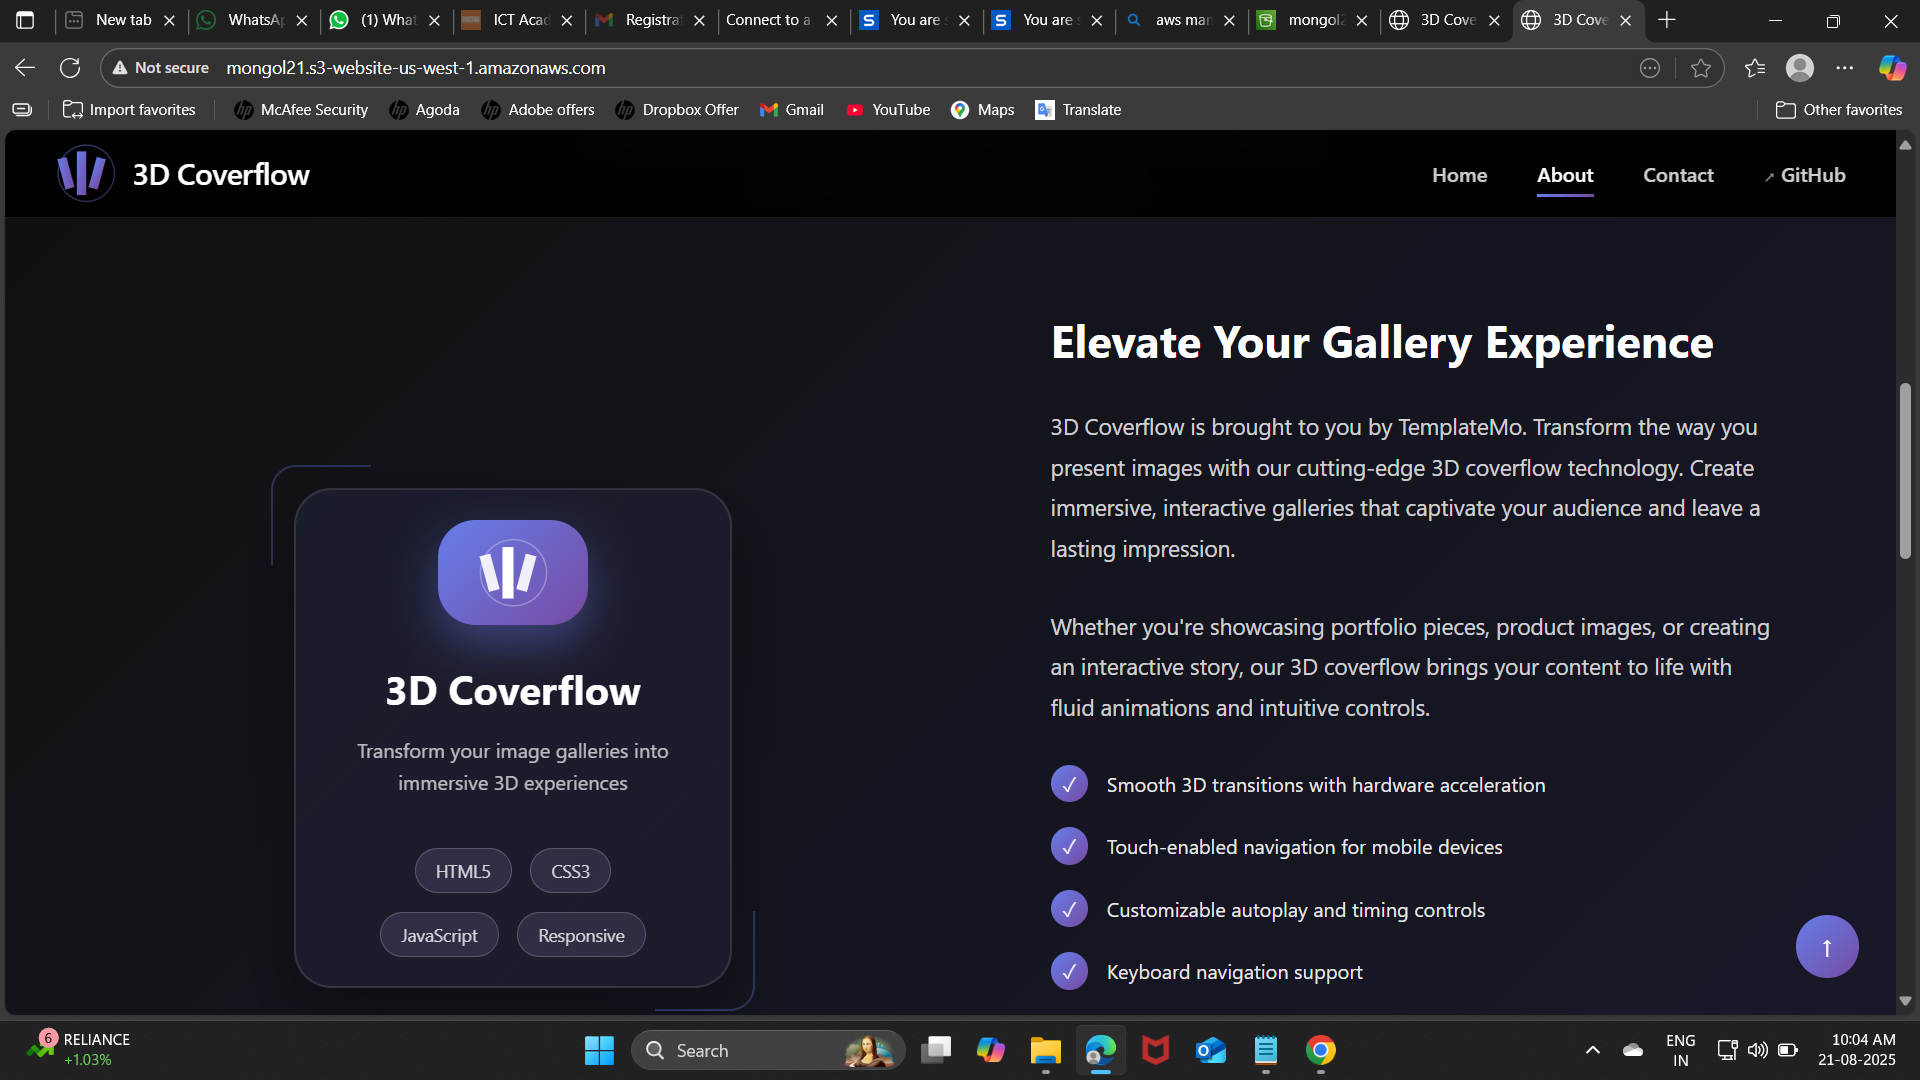 New tab
WhatsAp
(1) What
ICT Acad
Registrat
Connect to a
You are s
You are s
aws man
mongol2
3D Cove
3D Cove
Not secure
mongol21.s3-website-us-west-1.amazonaws.com
Import favorites
McAfee Security
Agoda
Adobe offers
Dropbox Offer
Gmail
YouTube
Maps
Translate
Other favorites
3D Coverflow
Home
About
Contact
↗ GitHub
Elevate Your Gallery Experience
3D Coverflow is brought to you by TemplateMo. Transform the way you
present images with our cutting-edge 3D coverflow technology. Create
immersive, interactive galleries that captivate your audience and leave a
lasting impression.
Whether you're showcasing portfolio pieces, product images, or creating
an interactive story, our 3D coverflow brings your content to life with
fluid animations and intuitive controls.
✓ Smooth 3D transitions with hardware acceleration
✓ Touch-enabled navigation for mobile devices
✓ Customizable autoplay and timing controls
✓ Keyboard navigation support
3D Coverflow
Transform your image galleries into
immersive 3D experiences
HTML5
CSS3
JavaScript
Responsive
↑
6
RELIANCE
+1.03%
Search
ENG
IN
10:04 AM
21-08-2025